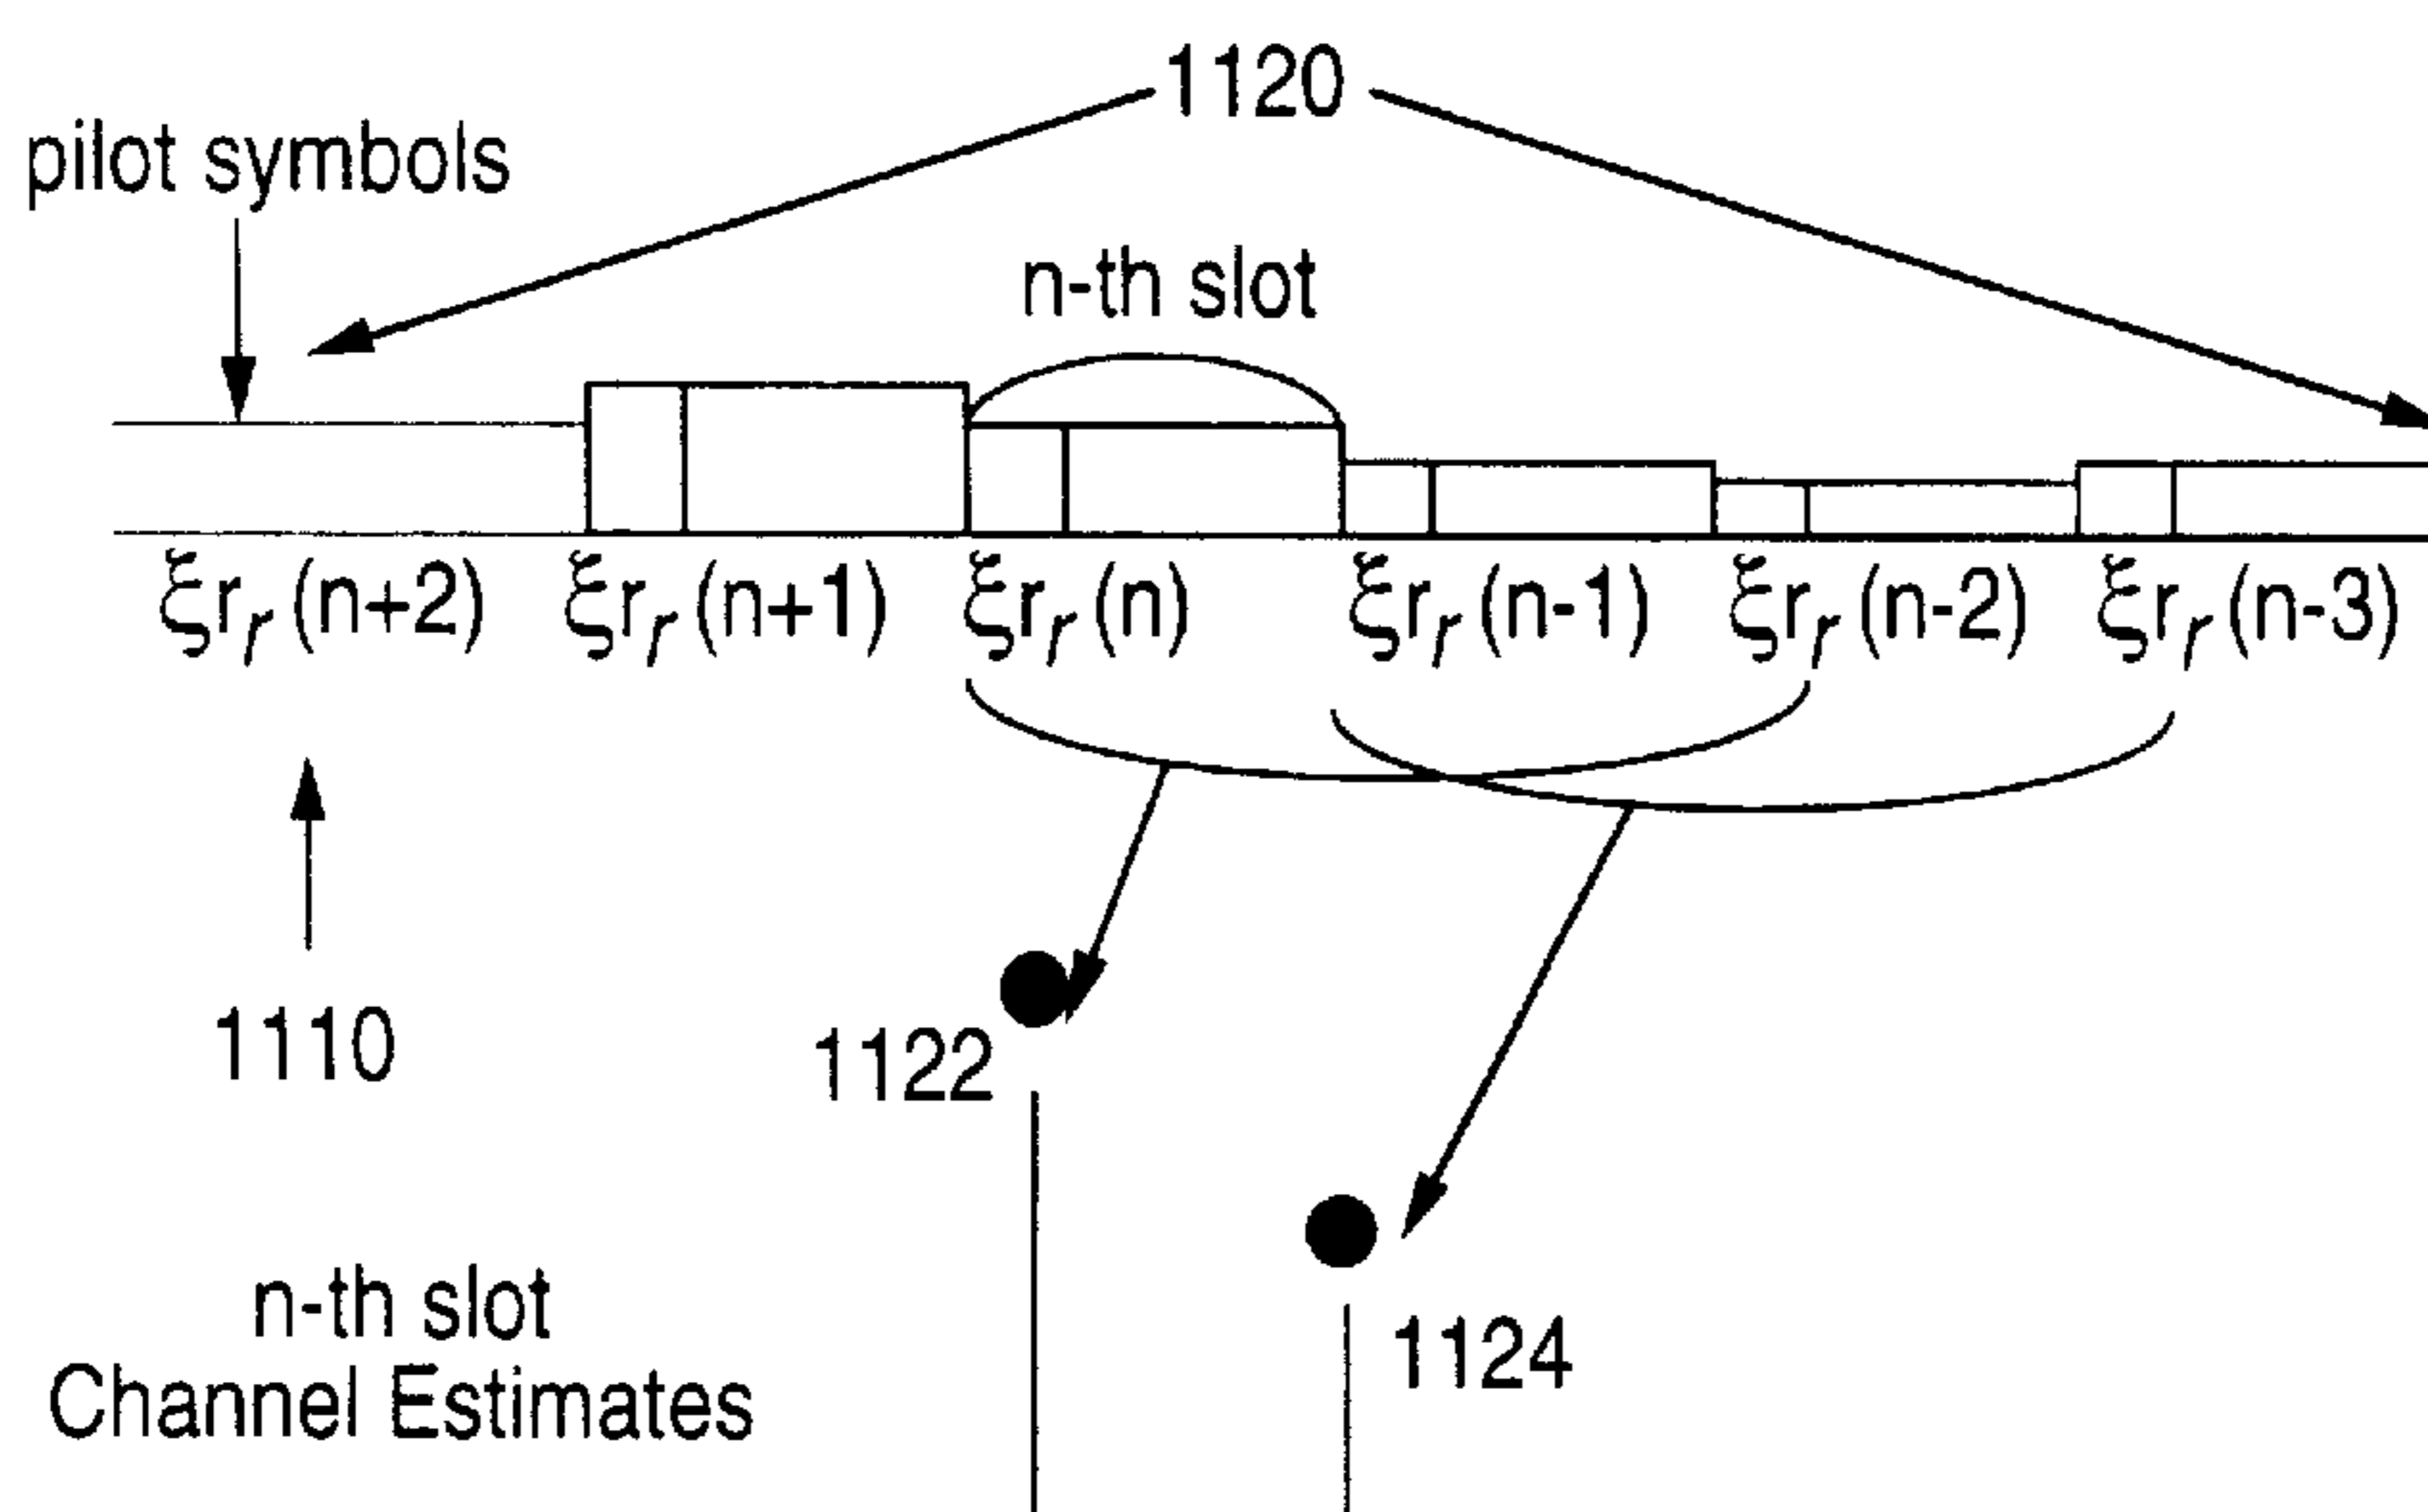 1120
pilot symbols
n-th slot
ξr_r (n+2) ξr_r (n+1) ξr_r (n) ξr_r (n-1) ξr_r (n-2) ξr_r (n-3)
1110
1122
n-th slot
Channel Estimates
1124